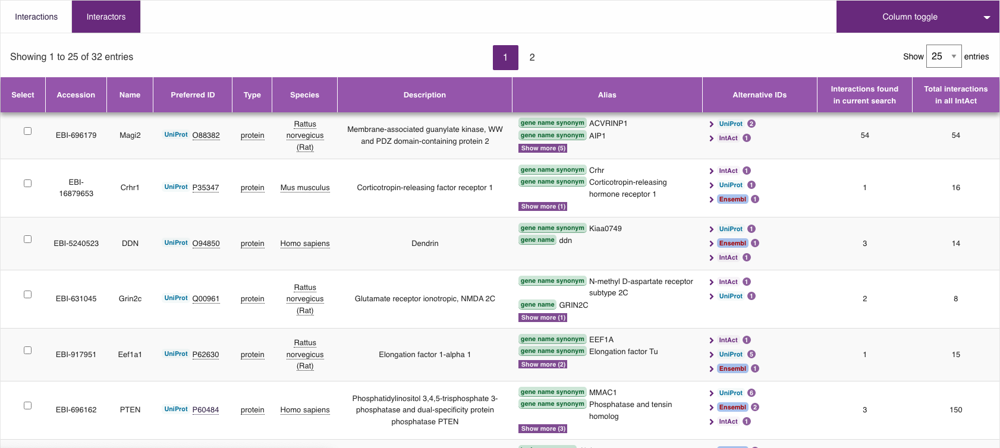 Interactions
Interactors
Column toggle
Showing 1 to 25 of 32 entries
1
2
Show 25 entries
Select
Accession
Name
Preferred ID
Type
Species
Description
Alias
Alternative IDs
Interactions found
in current search
Total interactions
in all IntAct
EBI-696179
Magi2
UniProt O88382
protein
Rattus
norvegicus
(Rat)
Membrane-associated guanylate kinase, WW
and PDZ domain-containing protein 2
gene name synonym ACVRINP1
gene name synonym AIP1
Show more (5)
UniProt 2
IntAct 1
54
54
EBI-
16879653
Crhr1
UniProt P35347
protein
Mus musculus
Corticotropin-releasing factor receptor 1
gene name synonym Crhr
gene name synonym Corticotropin-releasing
hormone receptor 1
Show more (1)
IntAct 1
UniProt 1
Ensembl 1
1
16
EBI-5240523
DDN
UniProt O94850
protein
Homo sapiens
Dendrin
gene name synonym Kiaa0749
gene name ddn
UniProt 1
Ensembl 1
IntAct 1
3
14
EBI-631045
Grin2c
UniProt Q00961
protein
Rattus
norvegicus
(Rat)
Glutamate receptor ionotropic, NMDA 2C
gene name synonym N-methyl D-aspartate receptor
subtype 2C
gene name GRIN2C
Show more (1)
IntAct 1
UniProt 1
2
8
EBI-917951
Eef1a1
UniProt P62630
protein
Rattus
norvegicus
(Rat)
Elongation factor 1-alpha 1
gene name synonym EEF1A
gene name synonym Elongation factor Tu
Show more (2)
IntAct 1
UniProt 5
Ensembl 1
1
15
EBI-696162
PTEN
UniProt P60484
protein
Homo sapiens
Phosphatidylinositol 3,4,5-trisphosphate 3-
phosphatase and dual-specificity protein
phosphatase PTEN
gene name synonym MMAC1
gene name synonym Phosphatase and tensin
homolog
Show more (3)
UniProt 6
Ensembl 2
IntAct 1
3
150